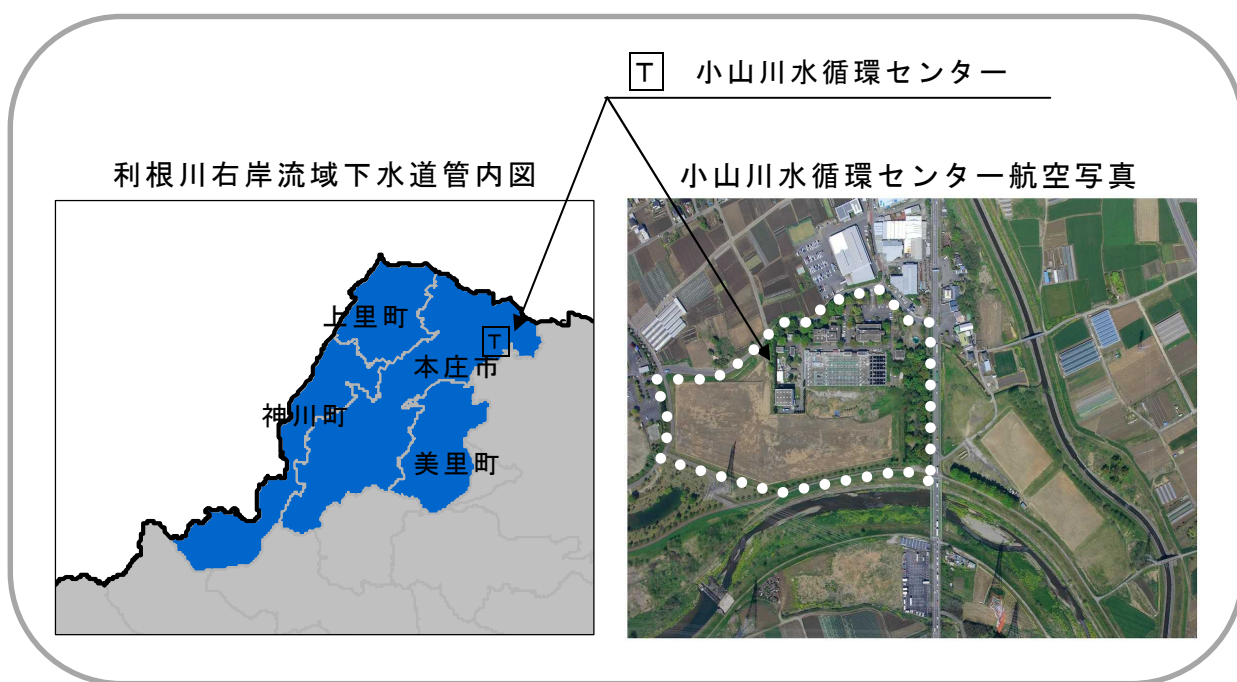 T 小山川水循環センター
利根川右岸流域下水道管内図
小山川水循環センター航空写真
上里町
T
本庄市
神川町
美里町